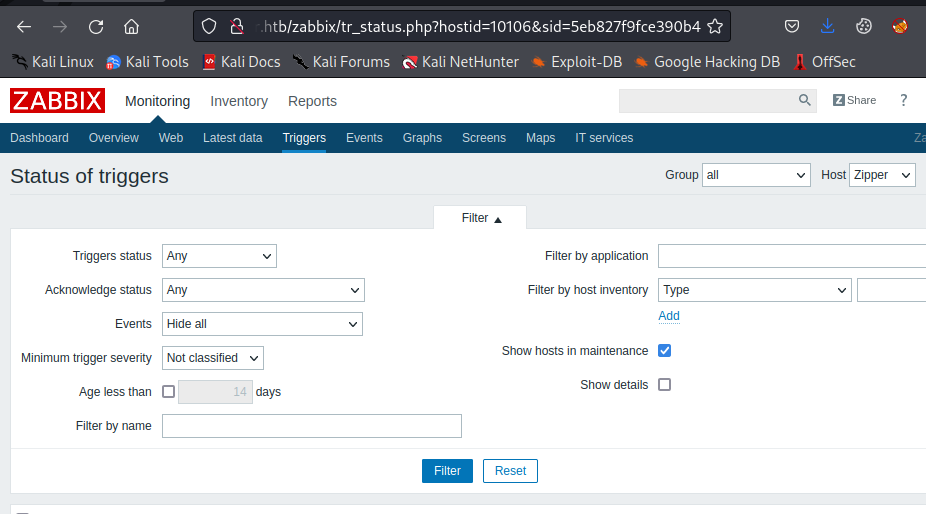 .htb/zabbix/tr_status.php?hostid=10106&sid=5eb827f9fce390b4
Kali Linux Kali Tools Kali Docs Kali Forums Kali NetHunter Exploit-DB Google Hacking DB OffSec
ZABBIX Monitoring Inventory Reports Z Share ?
Dashboard Overview Web Latest data Triggers Events Graphs Screens Maps IT services Za
Status of triggers Group all Host Zipper
Filter
Triggers status Any Filter by application
Acknowledge status Any Filter by host inventory Type
Add
Events Hide all
Minimum trigger severity Not classified Show hosts in maintenance
Age less than 14 days Show details
Filter by name
Filter Reset